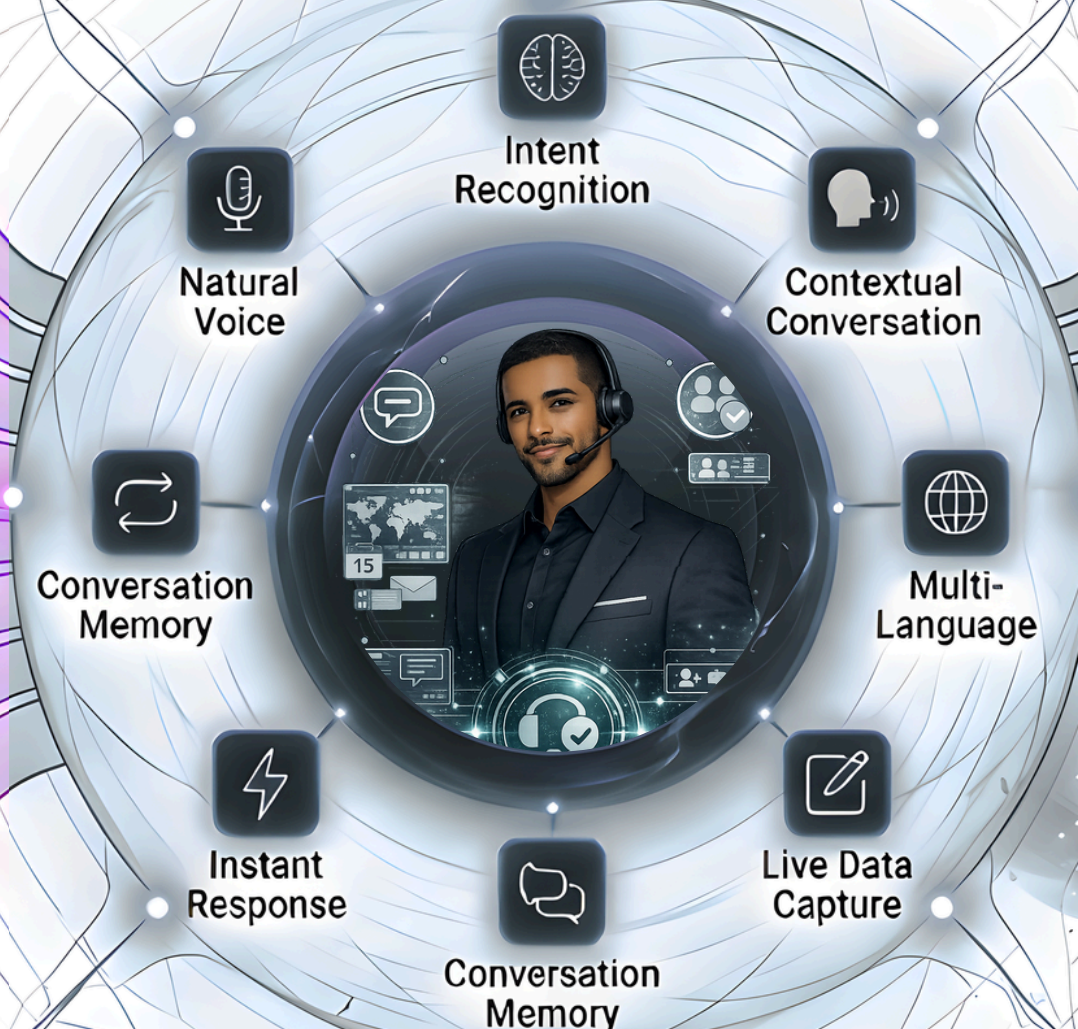 Intent
Recognition
Natural
Voice
Contextual
Conversation
15
Conversation
Memory
Multi-
Language
Instant
Response
Live Data
Capture
Conversation
Memory